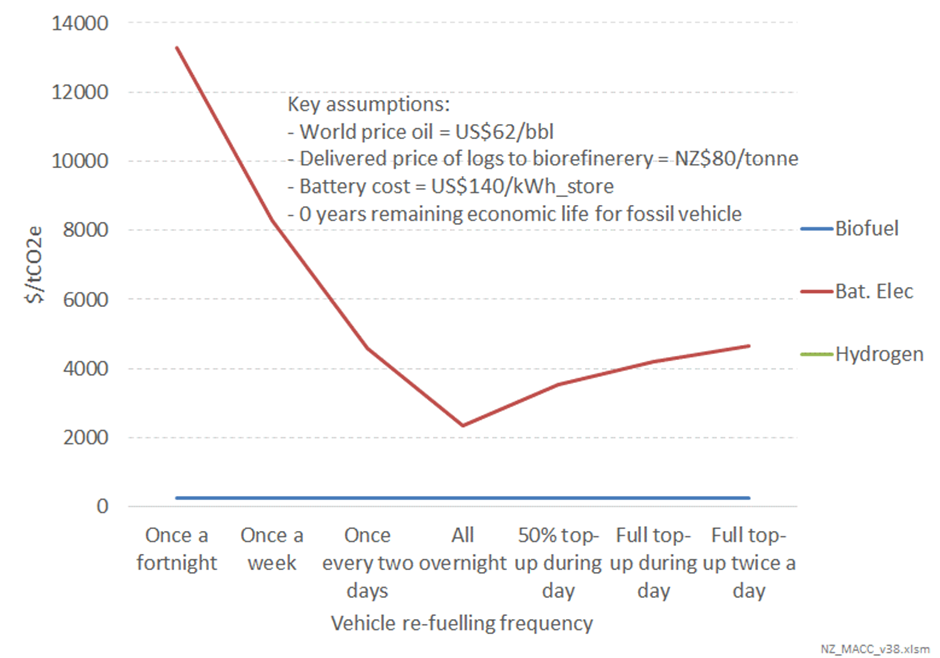 14000
12000
10000
8000
6000
4000
2000
0
$/tCO2e
Key assumptions:
- World price oil = US$62/bbl
- Delivered price of logs to biorefinerery = NZ$80/tonne
- Battery cost = US$140/kWh_store
- 0 years remaining economic life for fossil vehicle
Biofuel
Bat. Elec
Hydrogen
Once a
fortnight
Once a
week
Once
every two
days
All
overnight
50% top-
up during
day
Full top-
up during
day
Full top-
up twice a
day
Vehicle re-fuelling frequency
NZ_MACC_v38.xlsm